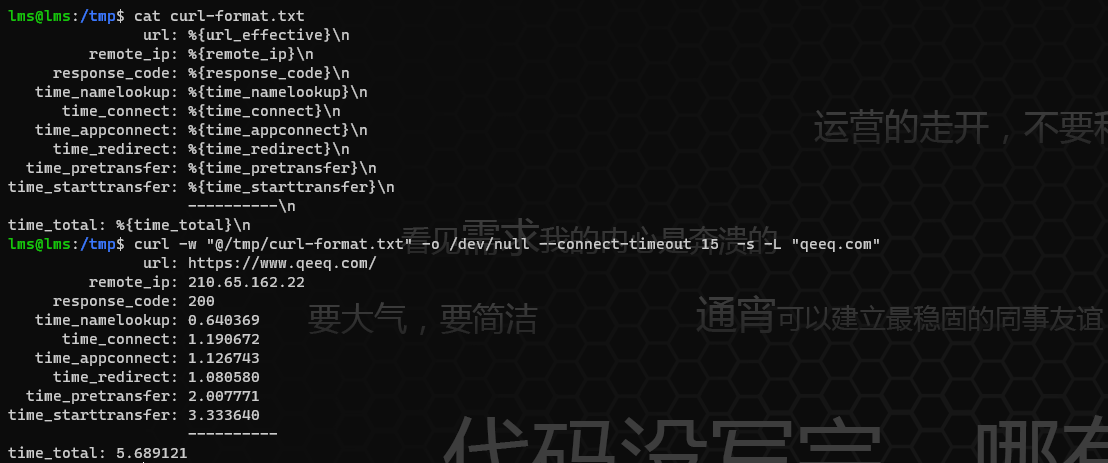 lms@lms:/tmp$ cat curl-format.txt
url: %{url_effective}\n
remote_ip: %{remote_ip}\n
response_code: %{response_code}\n
time_namelookup: %{time_namelookup}\n
time_connect: %{time_connect}\n
time_appconnect: %{time_appconnect}\n
time_redirect: %{time_redirect}\n
time_pretransfer: %{time_pretransfer}\n
time_starttransfer: %{time_starttransfer}\n
----------\n
time_total: %{time_total}\n
lms@lms:/tmp$ curl -w "@/tmp/curl-format.txt" -o /dev/null --connect-timeout 15  -s -L "qeeq.com"
url: https://www.qeeq.com/
remote_ip: 210.65.162.22
response_code: 200
time_namelookup: 0.640369
time_connect: 1.190672
time_appconnect: 1.126743
time_redirect: 1.080580
time_pretransfer: 2.007771
time_starttransfer: 3.333640
----------
time_total: 5.689121
运营的走开，不要
看见需求我的内心是奔溃的
要大气，要简洁
通宵可以建立最稳固的同事友谊
代码没写完 哪有